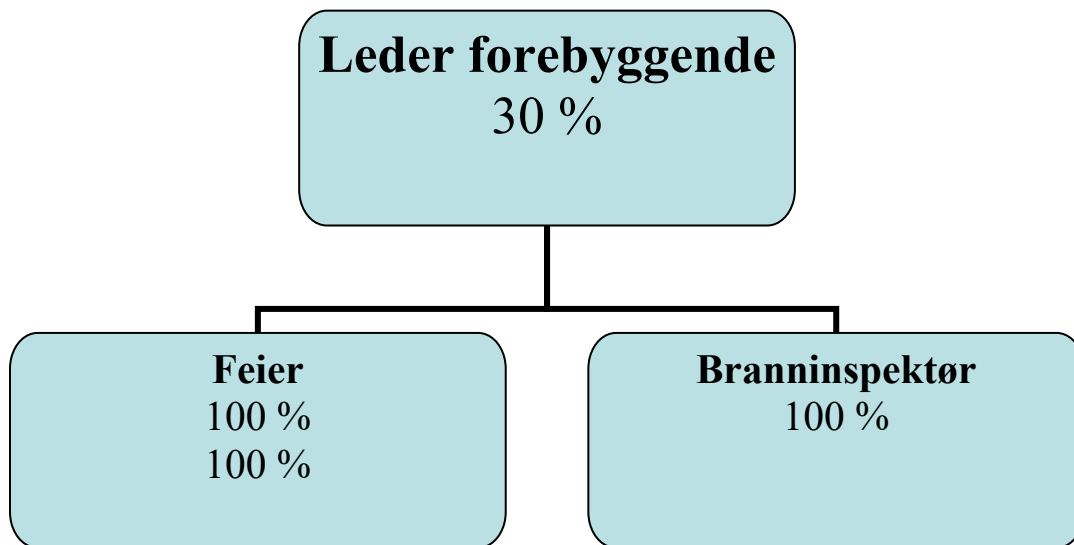 Leder forebyggende
30 %
Feier
100 %
100 %
Branninspektør
100 %